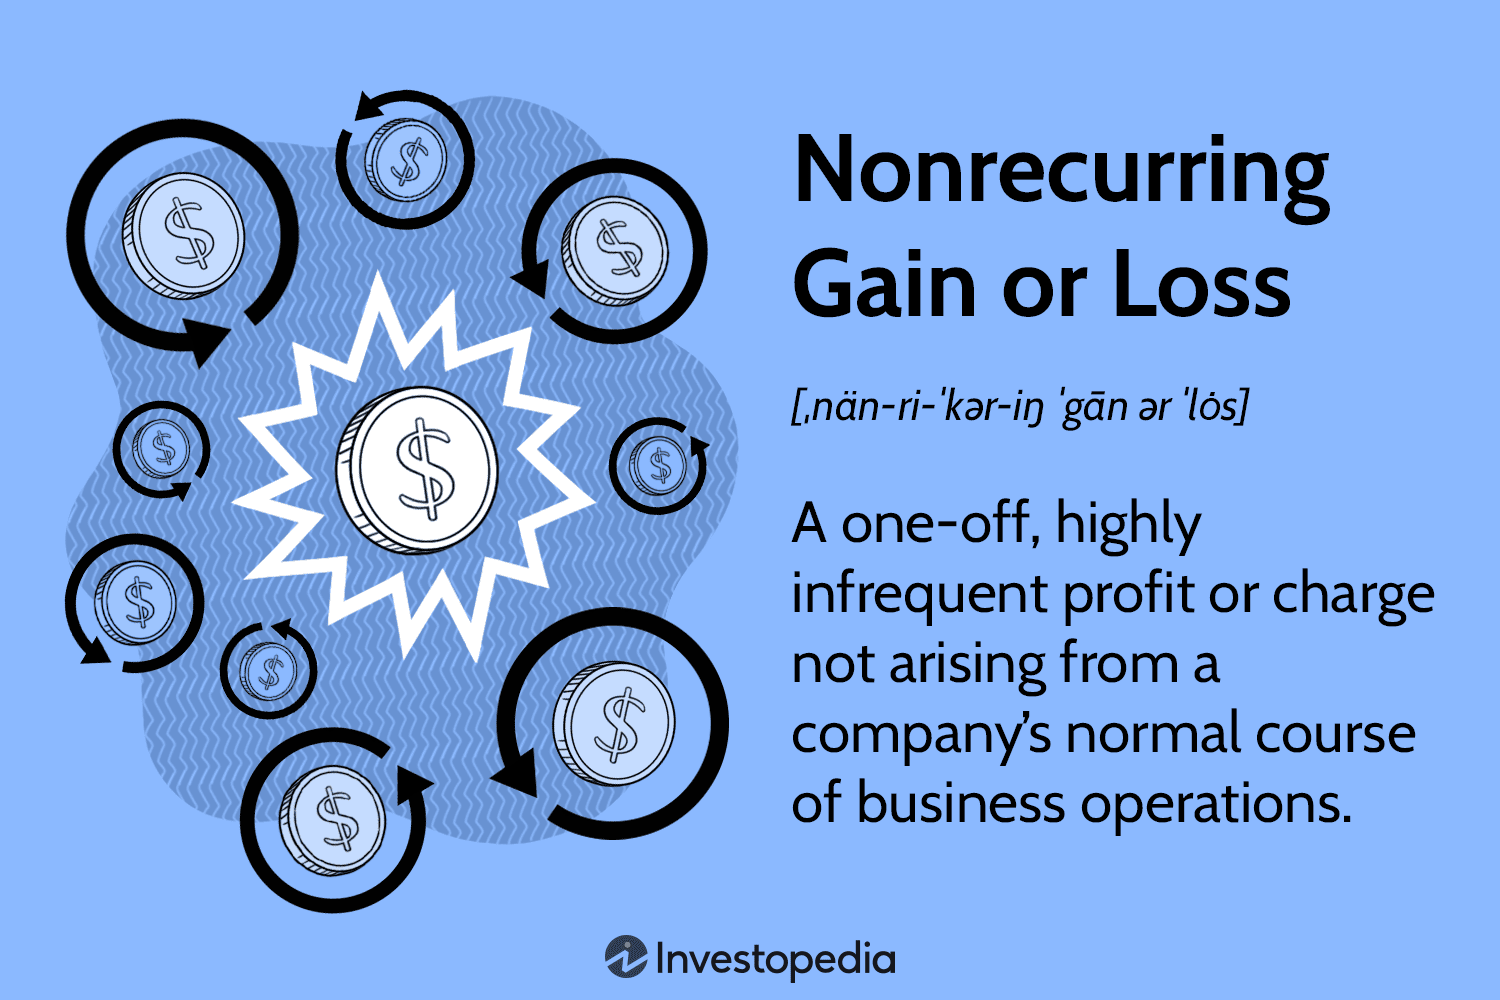 Nonrecurring
Gain or Loss
[ˌnän-ri-ˈkər-iŋ ˈgān ər ˈlȯs]
A one-off, highly
infrequent profit or charge
not arising from a
company’s normal course
of business operations.
Investopedia